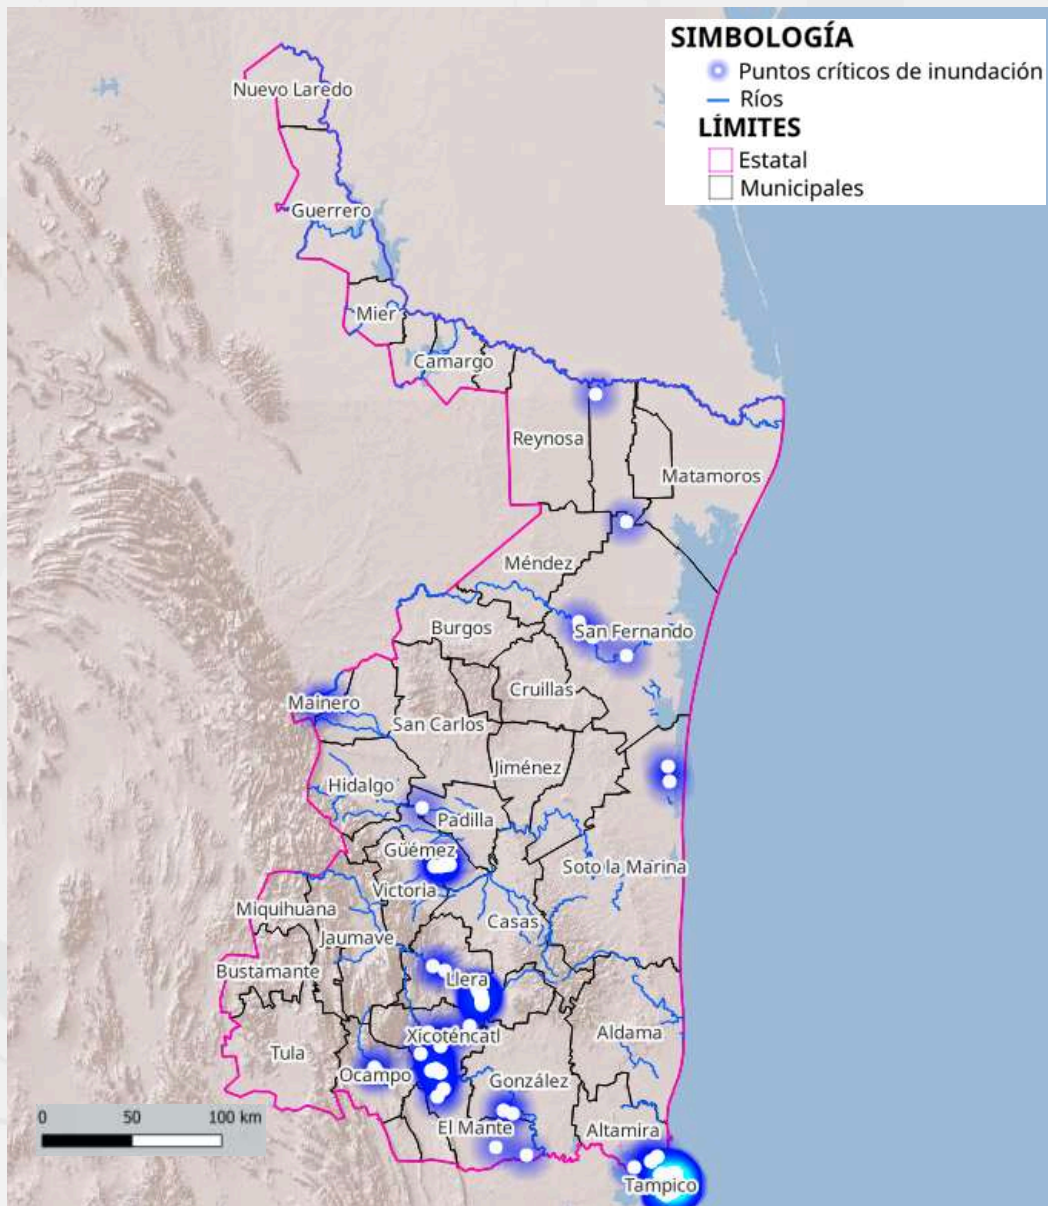 SIMBOLOGÍA
Puntos críticos de inundación
Ríos
LÍMITES
Estatal
Municipales
Nuevo Laredo
Guerrero
Mier
Camargo
Reynosa
Matamoros
Méndez
Burgos
San Fernando
Cruillas
Mainero
San Carlos
Jiménez
Hidalgo
Padilla
Güémez
Soto la Marina
Victoria
Miquihuana
Casas
Jaumave
Bustamante
Llera
Xicoténcatl
Aldama
Tula
Ocampo
González
0 50 100 km
El Mante
Altamira
Tampico